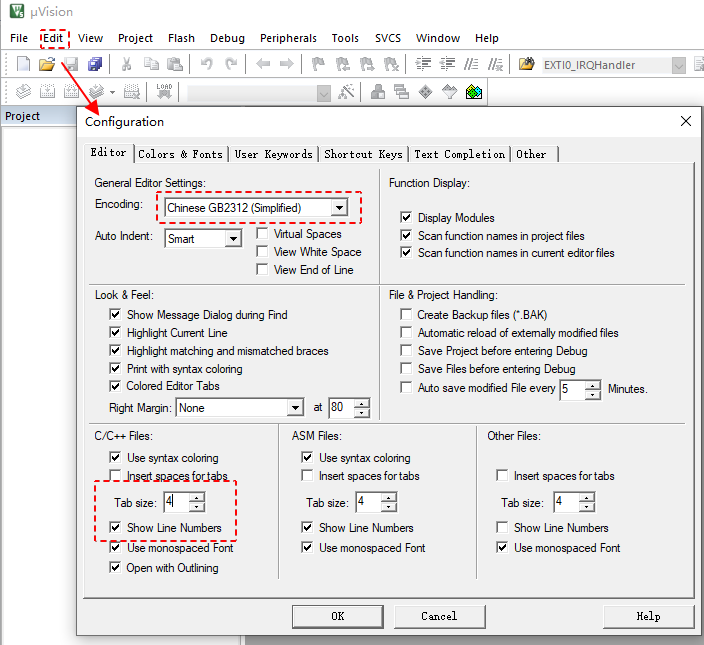 µVision
File Edit View Project Flash Debug Peripherals Tools SVCS Window Help
EXTI0_IRQHandler
LOAD
Project
Configuration
Editor Colors & Fonts User Keywords Shortcut Keys Text Completion Other
General Editor Settings:
Encoding: Chinese GB2312 (Simplified)
Auto Indent: Smart
Virtual Spaces
View White Space
View End of Line
Function Display:
Display Modules
Scan function names in project files
Scan function names in current editor files
Look & Feel:
Show Message Dialog during Find
Highlight Current Line
Highlight matching and mismatched braces
Print with syntax coloring
Colored Editor Tabs
Right Margin: None at 80
File & Project Handling:
Create Backup files (*.BAK)
Automatic reload of externally modified files
Save Project before entering Debug
Save Files before entering Debug
Auto save modified File every 5 Minutes.
C/C++ Files:
Use syntax coloring
Insert spaces for tabs
Tab size: 4
Show Line Numbers
Use monospaced Font
Open with Outlining
ASM Files:
Use syntax coloring
Insert spaces for tabs
Tab size: 4
Show Line Numbers
Use monospaced Font
Other Files:
Insert spaces for tabs
Tab size: 4
Show Line Numbers
Use monospaced Font
OK Cancel Help